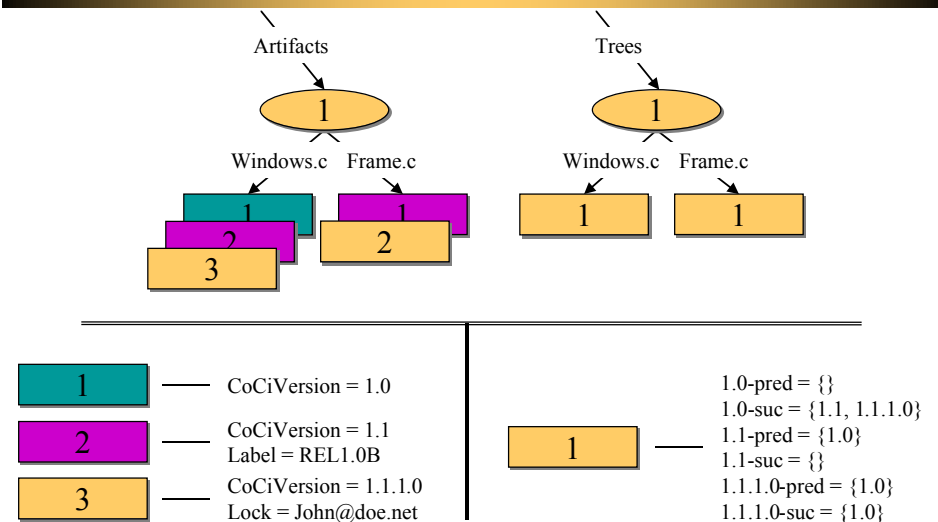 Artifacts
Trees
1
1
Windows.c
Frame.c
Windows.c
Frame.c
1
2
3
1
2
1
1
1
CoCiVersion = 1.0
2
CoCiVersion = 1.1
Label = REL1.0B
3
CoCiVersion = 1.1.1.0
Lock = John@doe.net
1
1.0-pred = {}
1.0-suc = {1.1, 1.1.1.0}
1.1-pred = {1.0}
1.1-suc = {}
1.1.1.0-pred = {1.0}
1.1.1.0-suc = {1.0}